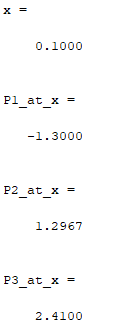 x =
0.1000
P1_at_x =
-1.3000
P2_at_x =
1.2967
P3_at_x =
2.4100